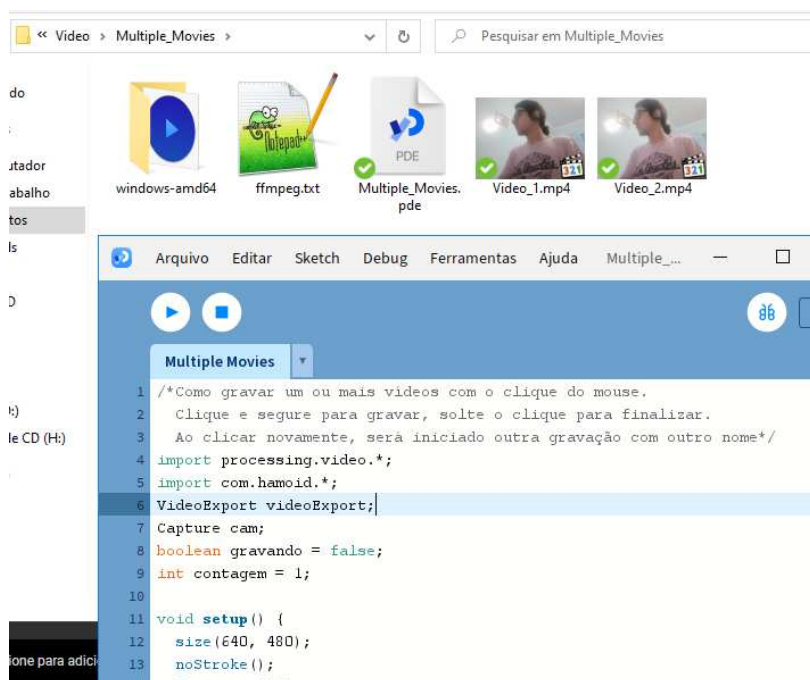 « Video > Multiple_Movies >
Pesquisar em Multiple_Movies
do
utador
abalho
tos
ls
:)
le CD (H:)
Notepad++
PDE
321
321
windows-amd64
ffmpeg.txt
Multiple_Movies.
pde
Video_1.mp4
Video_2.mp4
Arquivo Editar Sketch Debug Ferramentas Ajuda Multiple_...
Multiple Movies
1 /*Como gravar um ou mais vídeos com o clique do mouse.
2 Clique e segure para gravar, solte o clique para finalizar.
3 Ao clicar novamente, será iniciado outra gravação com outro nome*/
4 import processing.video.*;
5 import com.hamoid.*;
6 VideoExport videoExport;
7 Capture cam;
8 boolean gravando = false;
9 int contagem = 1;
10
11 void setup() {
12 size(640, 480);
13 noStroke();
ione para adici